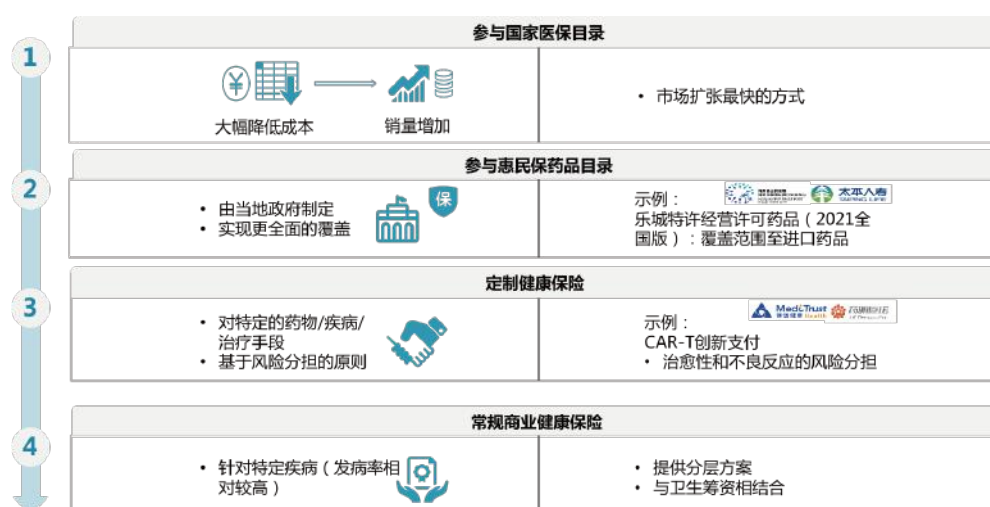 参与国家医保目录
1
大幅降低成本
销量增加
• 市场扩张最快的方式
参与惠民保药品目录
2
• 由当地政府制定
• 实现更全面的覆盖
保
示例：
太平人寿
乐城特许经营许可药品（2021全
国版）：覆盖范围至进口药品
定制健康保险
3
• 对特定的药物/疾病/
治疗手段
• 基于风险分担的原则
MediTrust
Health
示例：
CAR-T创新支付
• 治愈性和不良反应的风险分担
常规商业健康保险
4
• 针对特定疾病（发病率相
对较高）
• 提供分层方案
• 与卫生筹资相结合